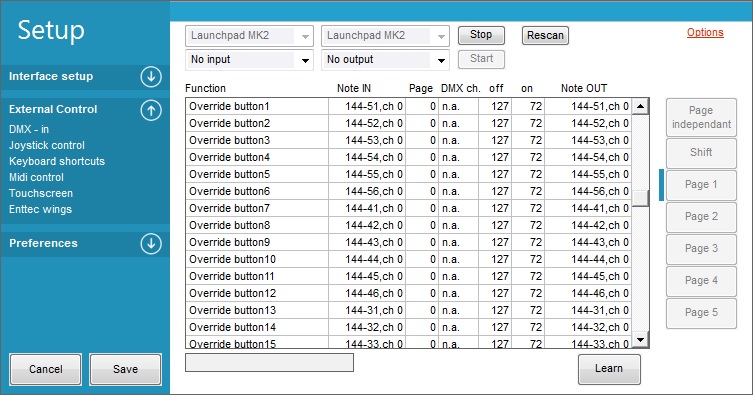 Setup
Interface setup
External Control
DMX - in
Joystick control
Keyboard shortcuts
Midi control
Touchscreen
Enttec wings
Preferences
Cancel Save
Launchpad MK2 Launchpad MK2 Stop Rescan Options
No input No output Start
Function Note IN Page DMX ch. off on Note OUT
Override button1 144-51,ch 0 0 n.a. 127 72 144-51,ch 0
Override button2 144-52,ch 0 0 n.a. 127 72 144-52,ch 0
Override button3 144-53,ch 0 0 n.a. 127 72 144-53,ch 0
Override button4 144-54,ch 0 0 n.a. 127 72 144-54,ch 0
Override button5 144-55,ch 0 0 n.a. 127 72 144-55,ch 0
Override button6 144-56,ch 0 0 n.a. 127 72 144-56,ch 0
Override button7 144-41,ch 0 0 n.a. 127 72 144-41,ch 0
Override button8 144-42,ch 0 0 n.a. 127 72 144-42,ch 0
Override button9 144-43,ch 0 0 n.a. 127 72 144-43,ch 0
Override button10 144-44,ch 0 0 n.a. 127 72 144-44,ch 0
Override button11 144-45,ch 0 0 n.a. 127 72 144-45,ch 0
Override button12 144-46,ch 0 0 n.a. 127 72 144-46,ch 0
Override button13 144-31,ch 0 0 n.a. 127 72 144-31,ch 0
Override button14 144-32,ch 0 0 n.a. 127 72 144-32,ch 0
Override button15 144-33,ch 0 0 n.a. 127 72 144-33,ch 0
Page
independant
Shift
Page 1
Page 2
Page 3
Page 4
Page 5
Learn